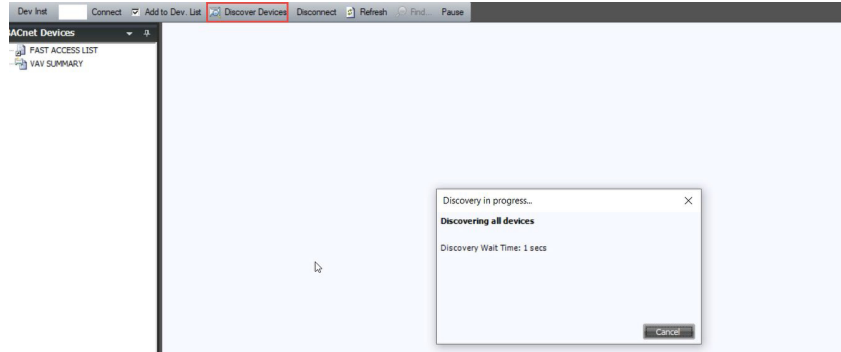 Dev Inst Connect Add to Dev. List Discover Devices Disconnect Refresh Find... Pause
BACnet Devices
FAST ACCESS LIST
VAV SUMMARY
Discovery in progress...
Discovering all devices
Discovery Wait Time: 1 secs
Cancel